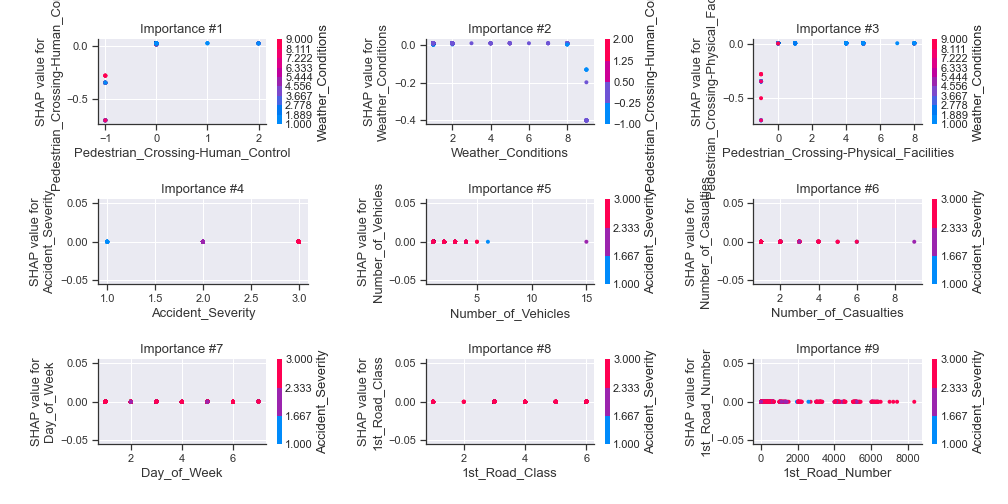 Importance #1
SHAP value for
Pedestrian_Crossing-Human_Co
0.0
−0.5
−1
0
1
2
Pedestrian_Crossing-Human_Control
9.000
8.111
7.222
6.333
5.444
4.556
3.667
2.778
1.889
1.000
Weather_Conditions
Importance #2
SHAP value for
Weather_Conditions
0.0
−0.2
−0.4
2
4
6
8
Weather_Conditions
2.00
1.25
0.50
−0.25
−1.00
Pedestrian_Crossing-Human_Co
Importance #3
SHAP value for
Pedestrian_Crossing-Physical_Fac
0.0
−0.5
0
2
4
6
8
Pedestrian_Crossing-Physical_Facilities
9.000
8.111
7.222
6.333
5.444
4.556
3.667
2.778
1.889
1.000
Weather_Conditions
Importance #4
SHAP value for
Accident_Severity
0.05
0.00
−0.05
1.0
1.5
2.0
2.5
3.0
Accident_Severity
Importance #5
SHAP value for
Number_of_Vehicles
0.05
0.00
−0.05
5
10
15
Number_of_Vehicles
3.000
2.333
1.667
1.000
Accident_Severity
Importance #6
SHAP value for
Number_of_Casualties
0.05
0.00
−0.05
2
4
6
8
Number_of_Casualties
3.000
2.333
1.667
1.000
Accident_Severity
Importance #7
SHAP value for
Day_of_Week
0.05
0.00
−0.05
2
4
6
Day_of_Week
3.000
2.333
1.667
1.000
Accident_Severity
Importance #8
SHAP value for
1st_Road_Class
0.05
0.00
−0.05
2
4
6
1st_Road_Class
3.000
2.333
1.667
1.000
Accident_Severity
Importance #9
SHAP value for
1st_Road_Number
0.05
0.00
−0.05
0
2000
4000
6000
8000
1st_Road_Number
3.000
2.333
1.667
1.000
Accident_Severity